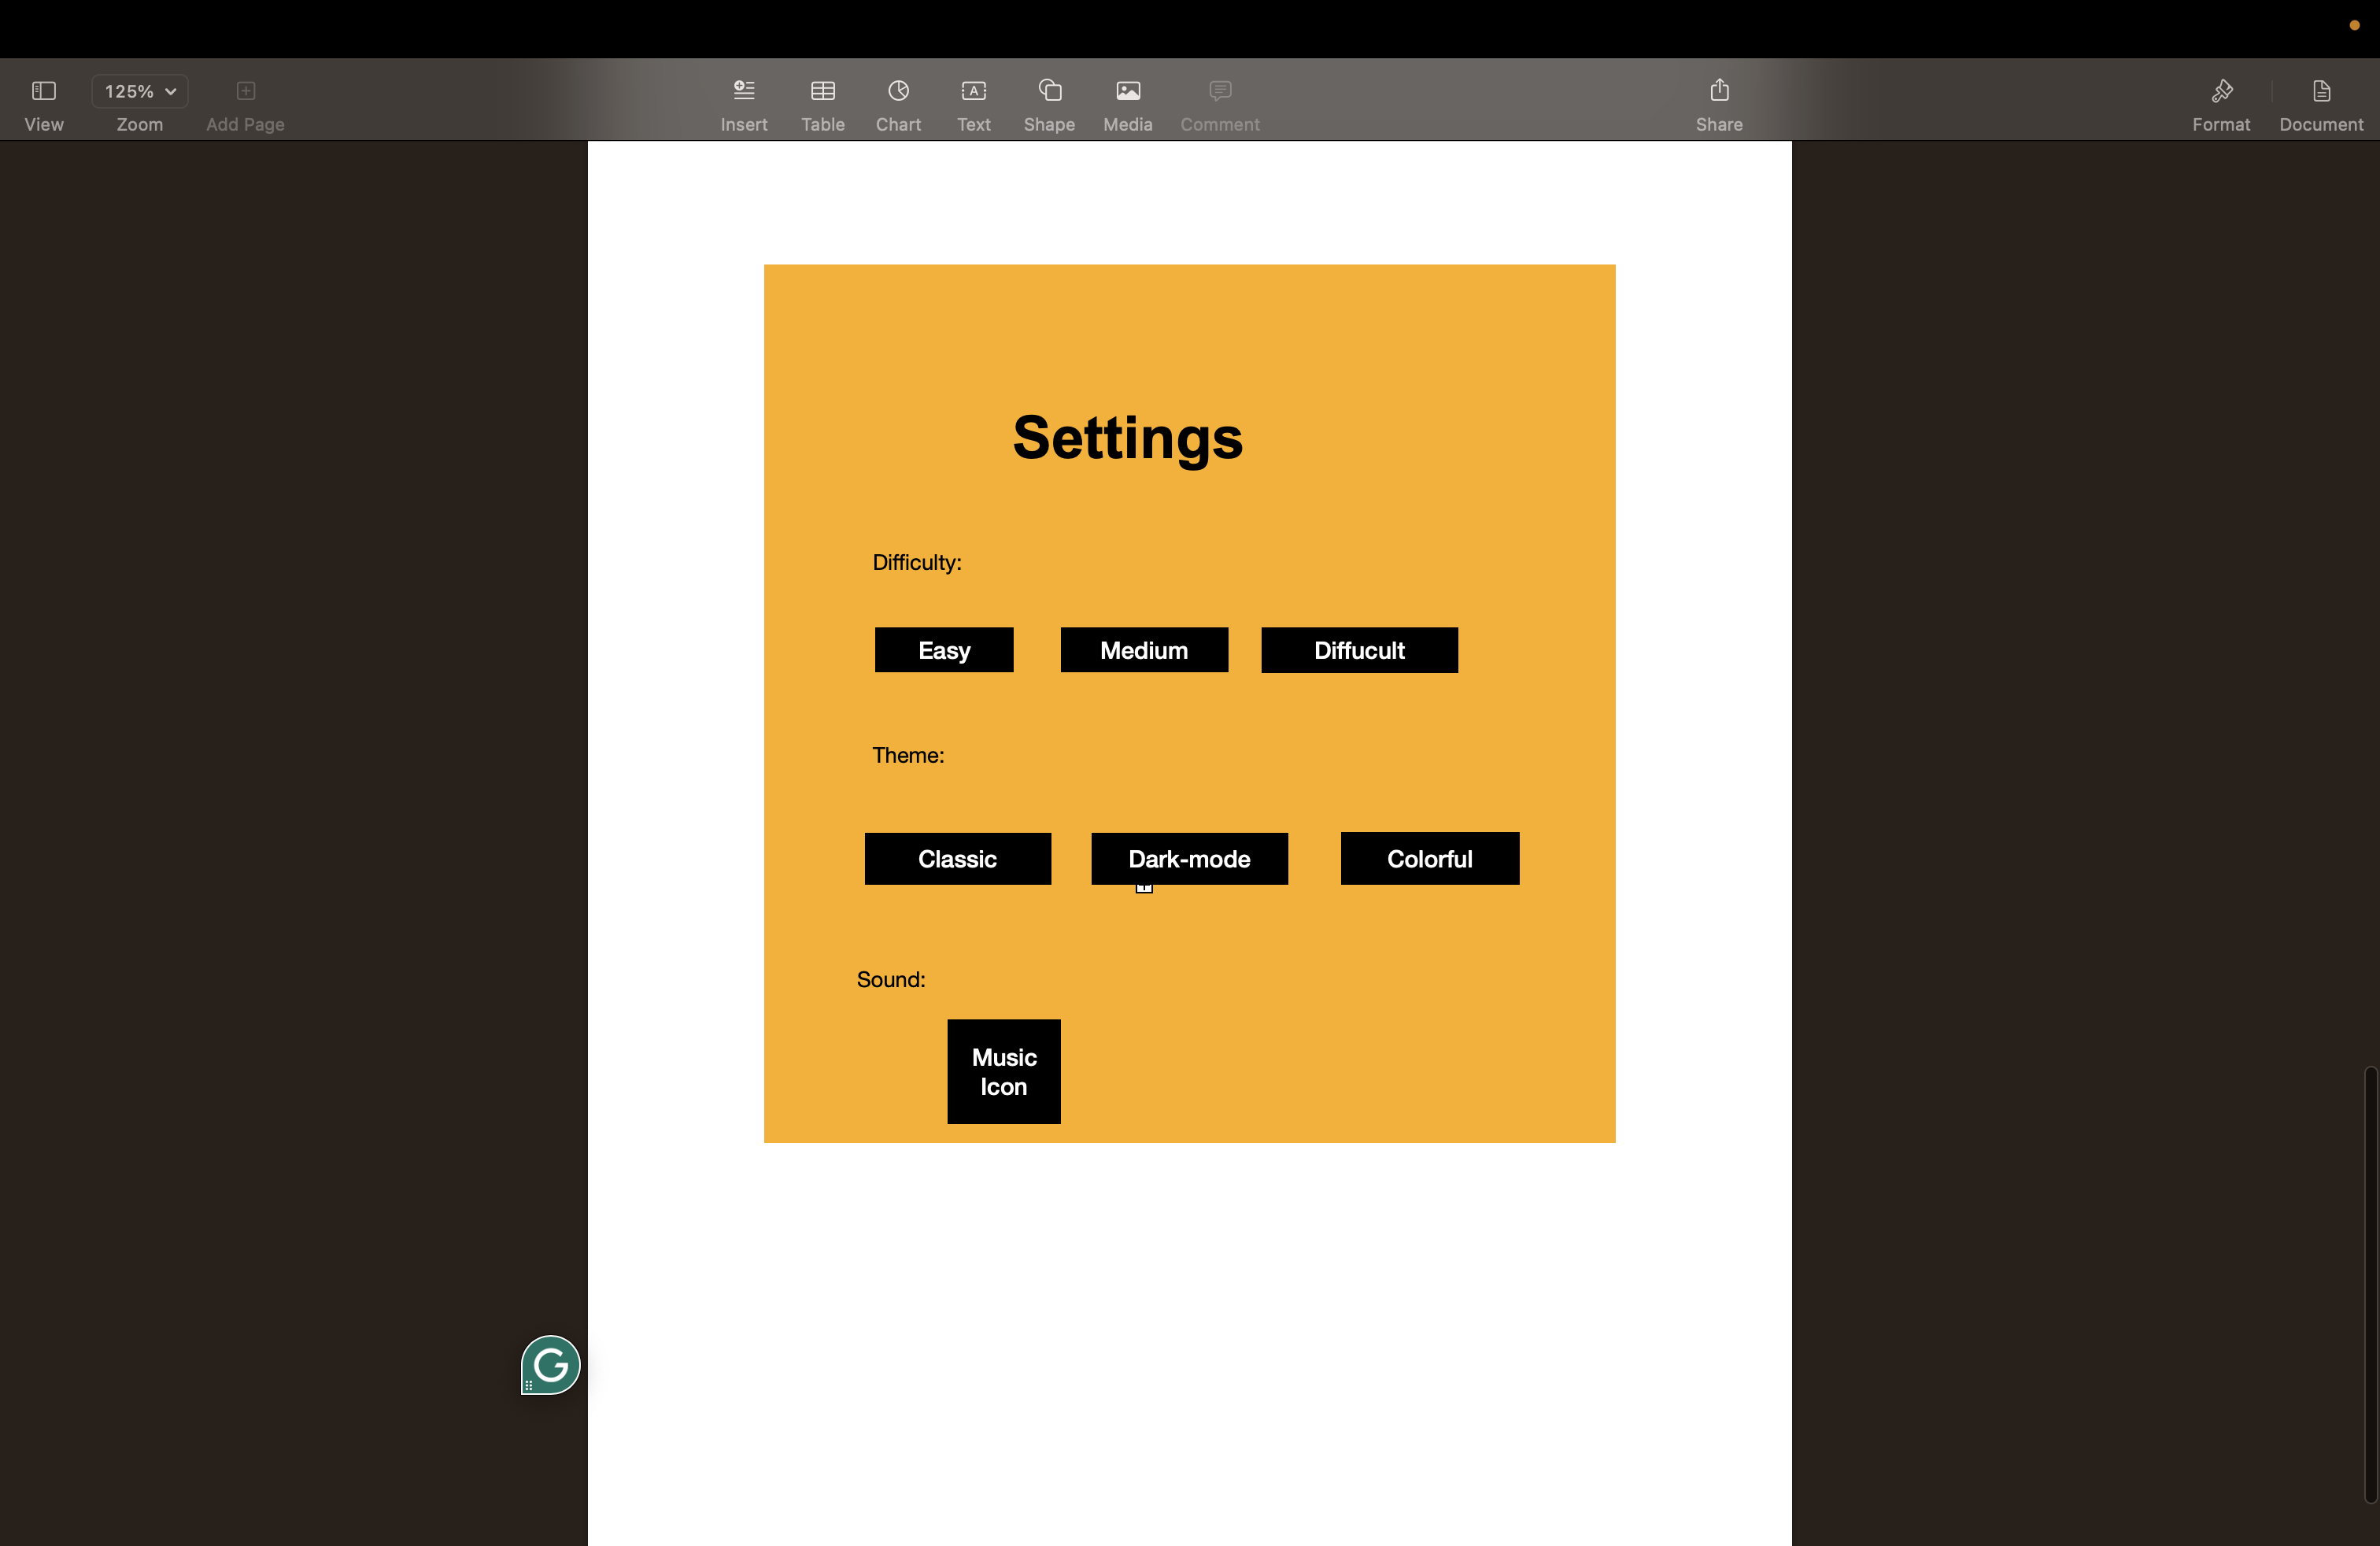 125%
View
Zoom
Add Page
Insert
Table
Chart
Text
Shape
Media
Comment
Share
Format
Document
Settings
Difficulty:
Easy
Medium
Diffucult
Theme:
Classic
Dark-mode
Colorful
Sound:
Music
Icon